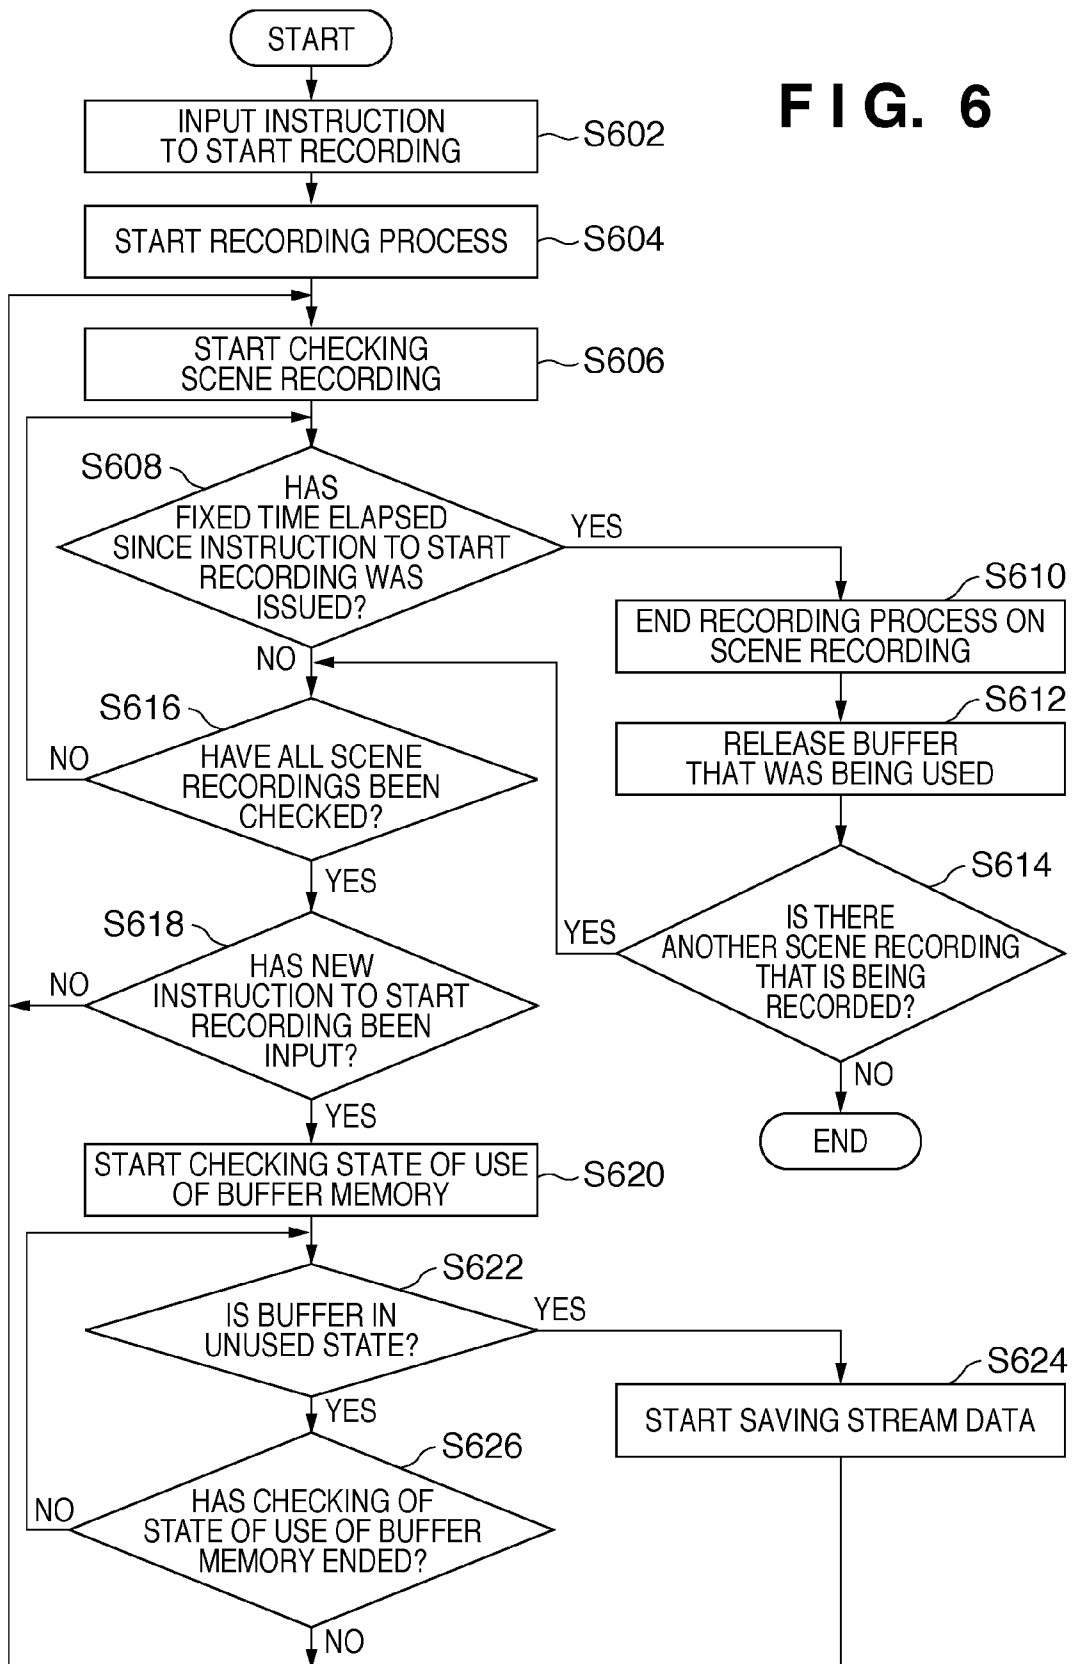 START
FIG. 6
INPUT INSTRUCTION
TO START RECORDING
S602
START RECORDING PROCESS
S604
START CHECKING
SCENE RECORDING
S606
S608
HAS
FIXED TIME ELAPSED
SINCE INSTRUCTION TO START
RECORDING WAS
ISSUED?
YES
NO
S610
END RECORDING PROCESS ON
SCENE RECORDING
S612
RELEASE BUFFER
THAT WAS BEING USED
S614
IS THERE
ANOTHER SCENE RECORDING
THAT IS BEING
RECORDED?
YES
NO
END
S616
HAVE ALL SCENE
RECORDINGS BEEN
CHECKED?
NO
YES
S618
HAS NEW
INSTRUCTION TO START
RECORDING BEEN
INPUT?
NO
YES
START CHECKING STATE OF USE
OF BUFFER MEMORY
S620
S622
IS BUFFER IN
UNUSED STATE?
YES
YES
S624
START SAVING STREAM DATA
S626
HAS CHECKING OF
STATE OF USE OF BUFFER
MEMORY ENDED?
NO
NO